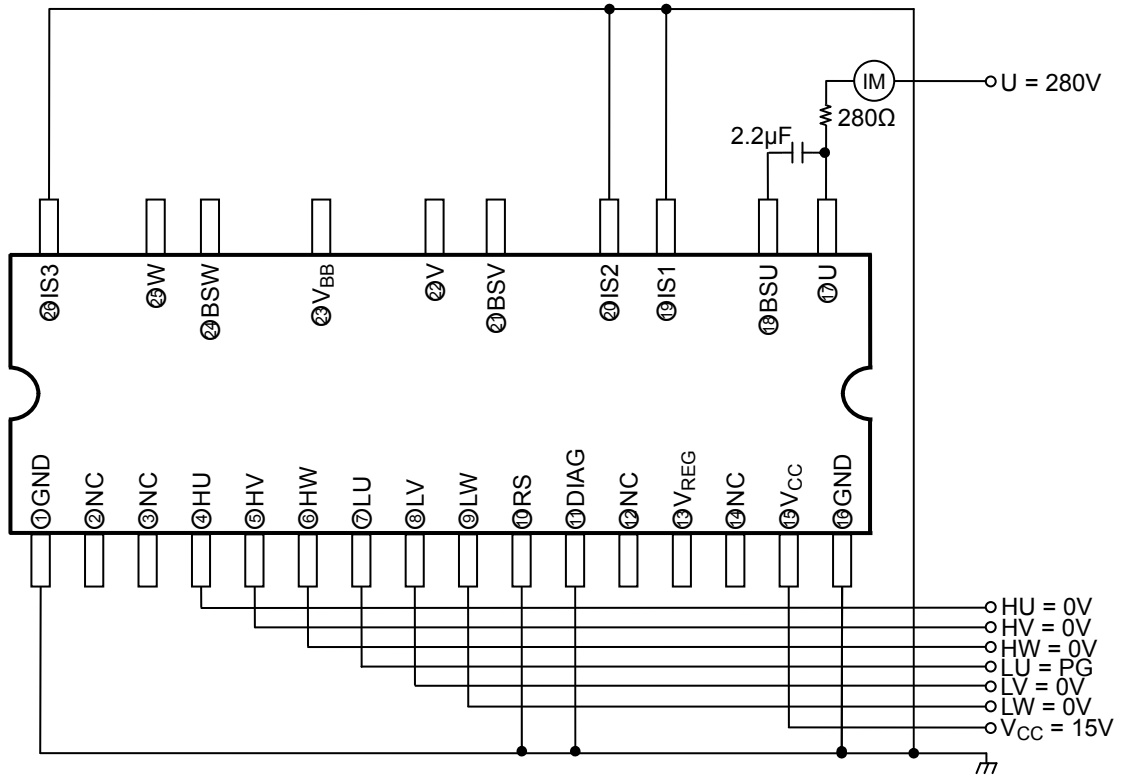 IM
U = 280V
280Ω
2.2μF
㉖IS3
㉕W
㉔BSW
㉓VBB
㉒V
㉑BSV
⑳IS2
⑲IS1
⑱BSU
⑰U
①GND
②NC
③NC
④HU
⑤HV
⑥HW
⑦LU
⑧LV
⑨LW
⑩RS
⑪DIAG
⑫NC
⑬VREG
⑭NC
⑮VCC
⑯GND
HU = 0V
HV = 0V
HW = 0V
LU = PG
LV = 0V
LW = 0V
VCC = 15V